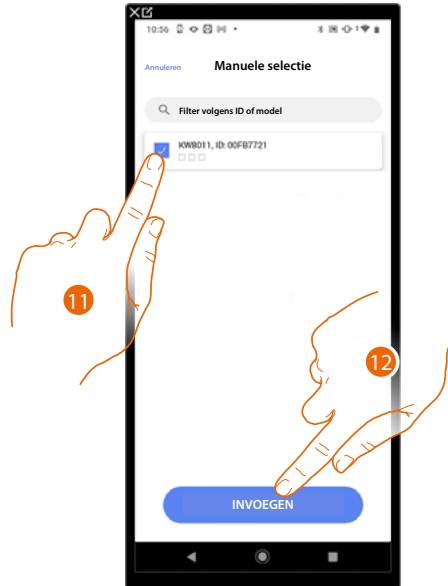 10:56
Annuleren Manuele selectie
Filter volgens ID of model
KW8011, ID: 00FB7721
11
12
INVOEGEN